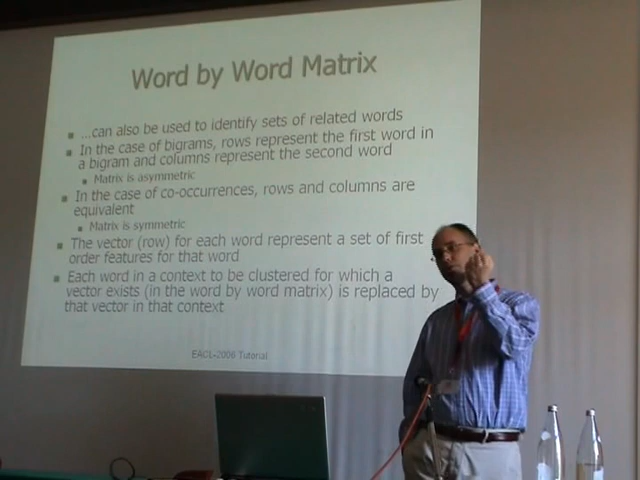 Word by Word Matrix
...can also be used to identify sets of related words
In the case of bigrams, rows represent the first word in
a bigram and columns represent the second word
Matrix is asymmetric
In the case of co-occurrences, rows and columns are
equivalent
Matrix is symmetric
The vector (row) for each word represent a set of first
order features for that word
Each word in a context to be clustered for which a
vector exists (in the word by word matrix) is replaced by
that vector in that context
EACL-2006 Tutorial